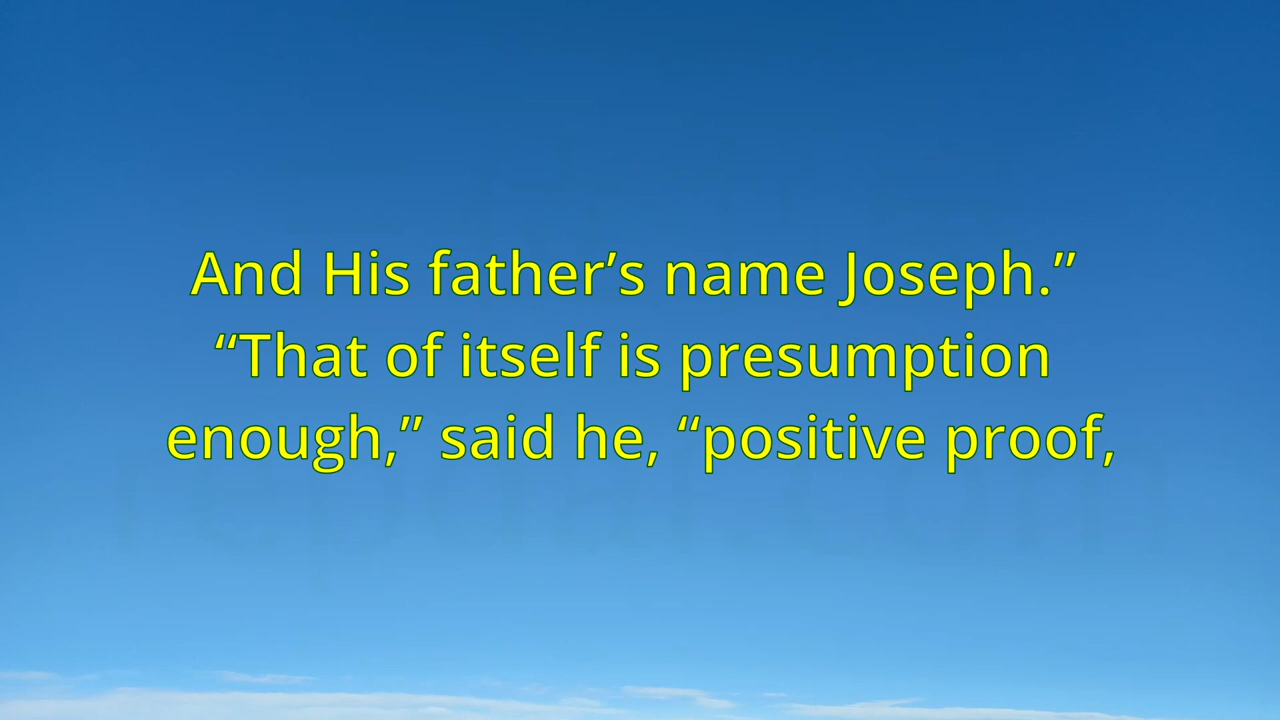 And His father’s name Joseph.”
“That of itself is presumption
enough,” said he, “positive proof,